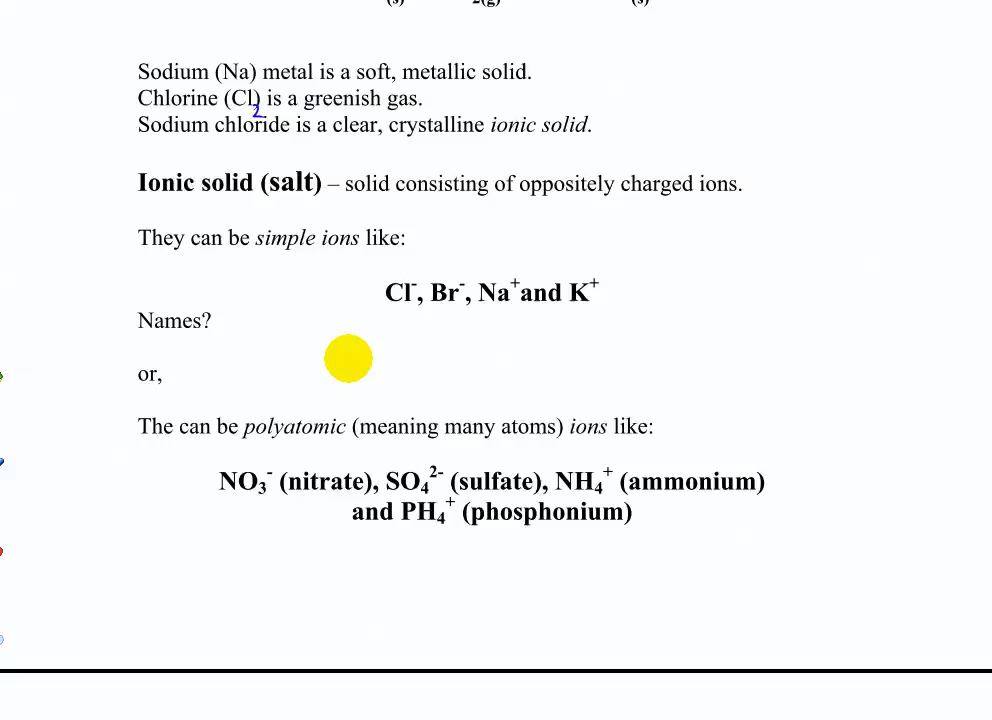 (s) 2(g) (s)
Sodium (Na) metal is a soft, metallic solid.
Chlorine (Cl) is a greenish gas.
2
Sodium chloride is a clear, crystalline ionic solid.
Ionic solid (salt) – solid consisting of oppositely charged ions.
They can be simple ions like:
Cl⁻, Br⁻, Na⁺and K⁺
Names?
or,
The can be polyatomic (meaning many atoms) ions like:
NO₃⁻ (nitrate), SO₄²⁻ (sulfate), NH₄⁺ (ammonium)
and PH₄⁺ (phosphonium)